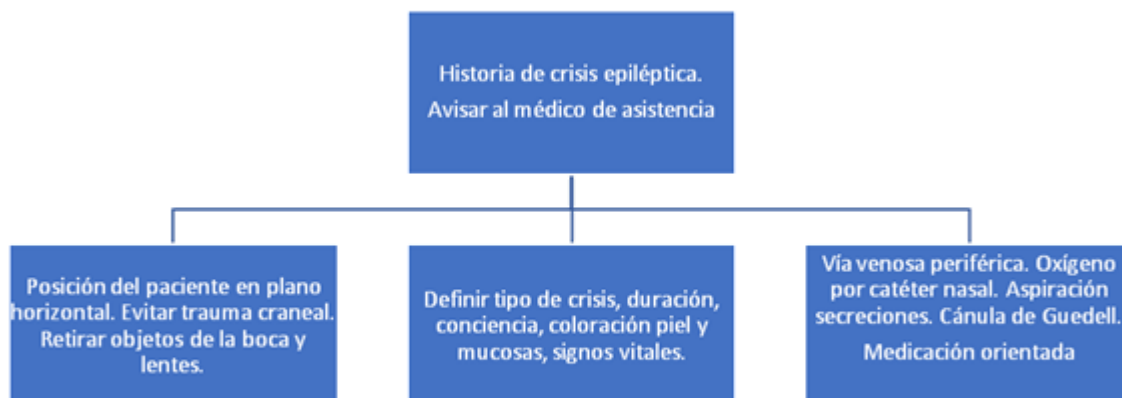 Historia de crisis epiléptica.
Avisar al médico de asistencia
Posición del paciente en plano
horizontal. Evitar trauma craneal.
Retirar objetos de la boca y
lentes.
Definir tipo de crisis, duración,
conciencia, coloración piel y
mucosas, signos vitales.
Vía venosa periférica. Oxígeno
por catéter nasal. Aspiración
secreciones. Cánula de Guedell.
Medicación orientada